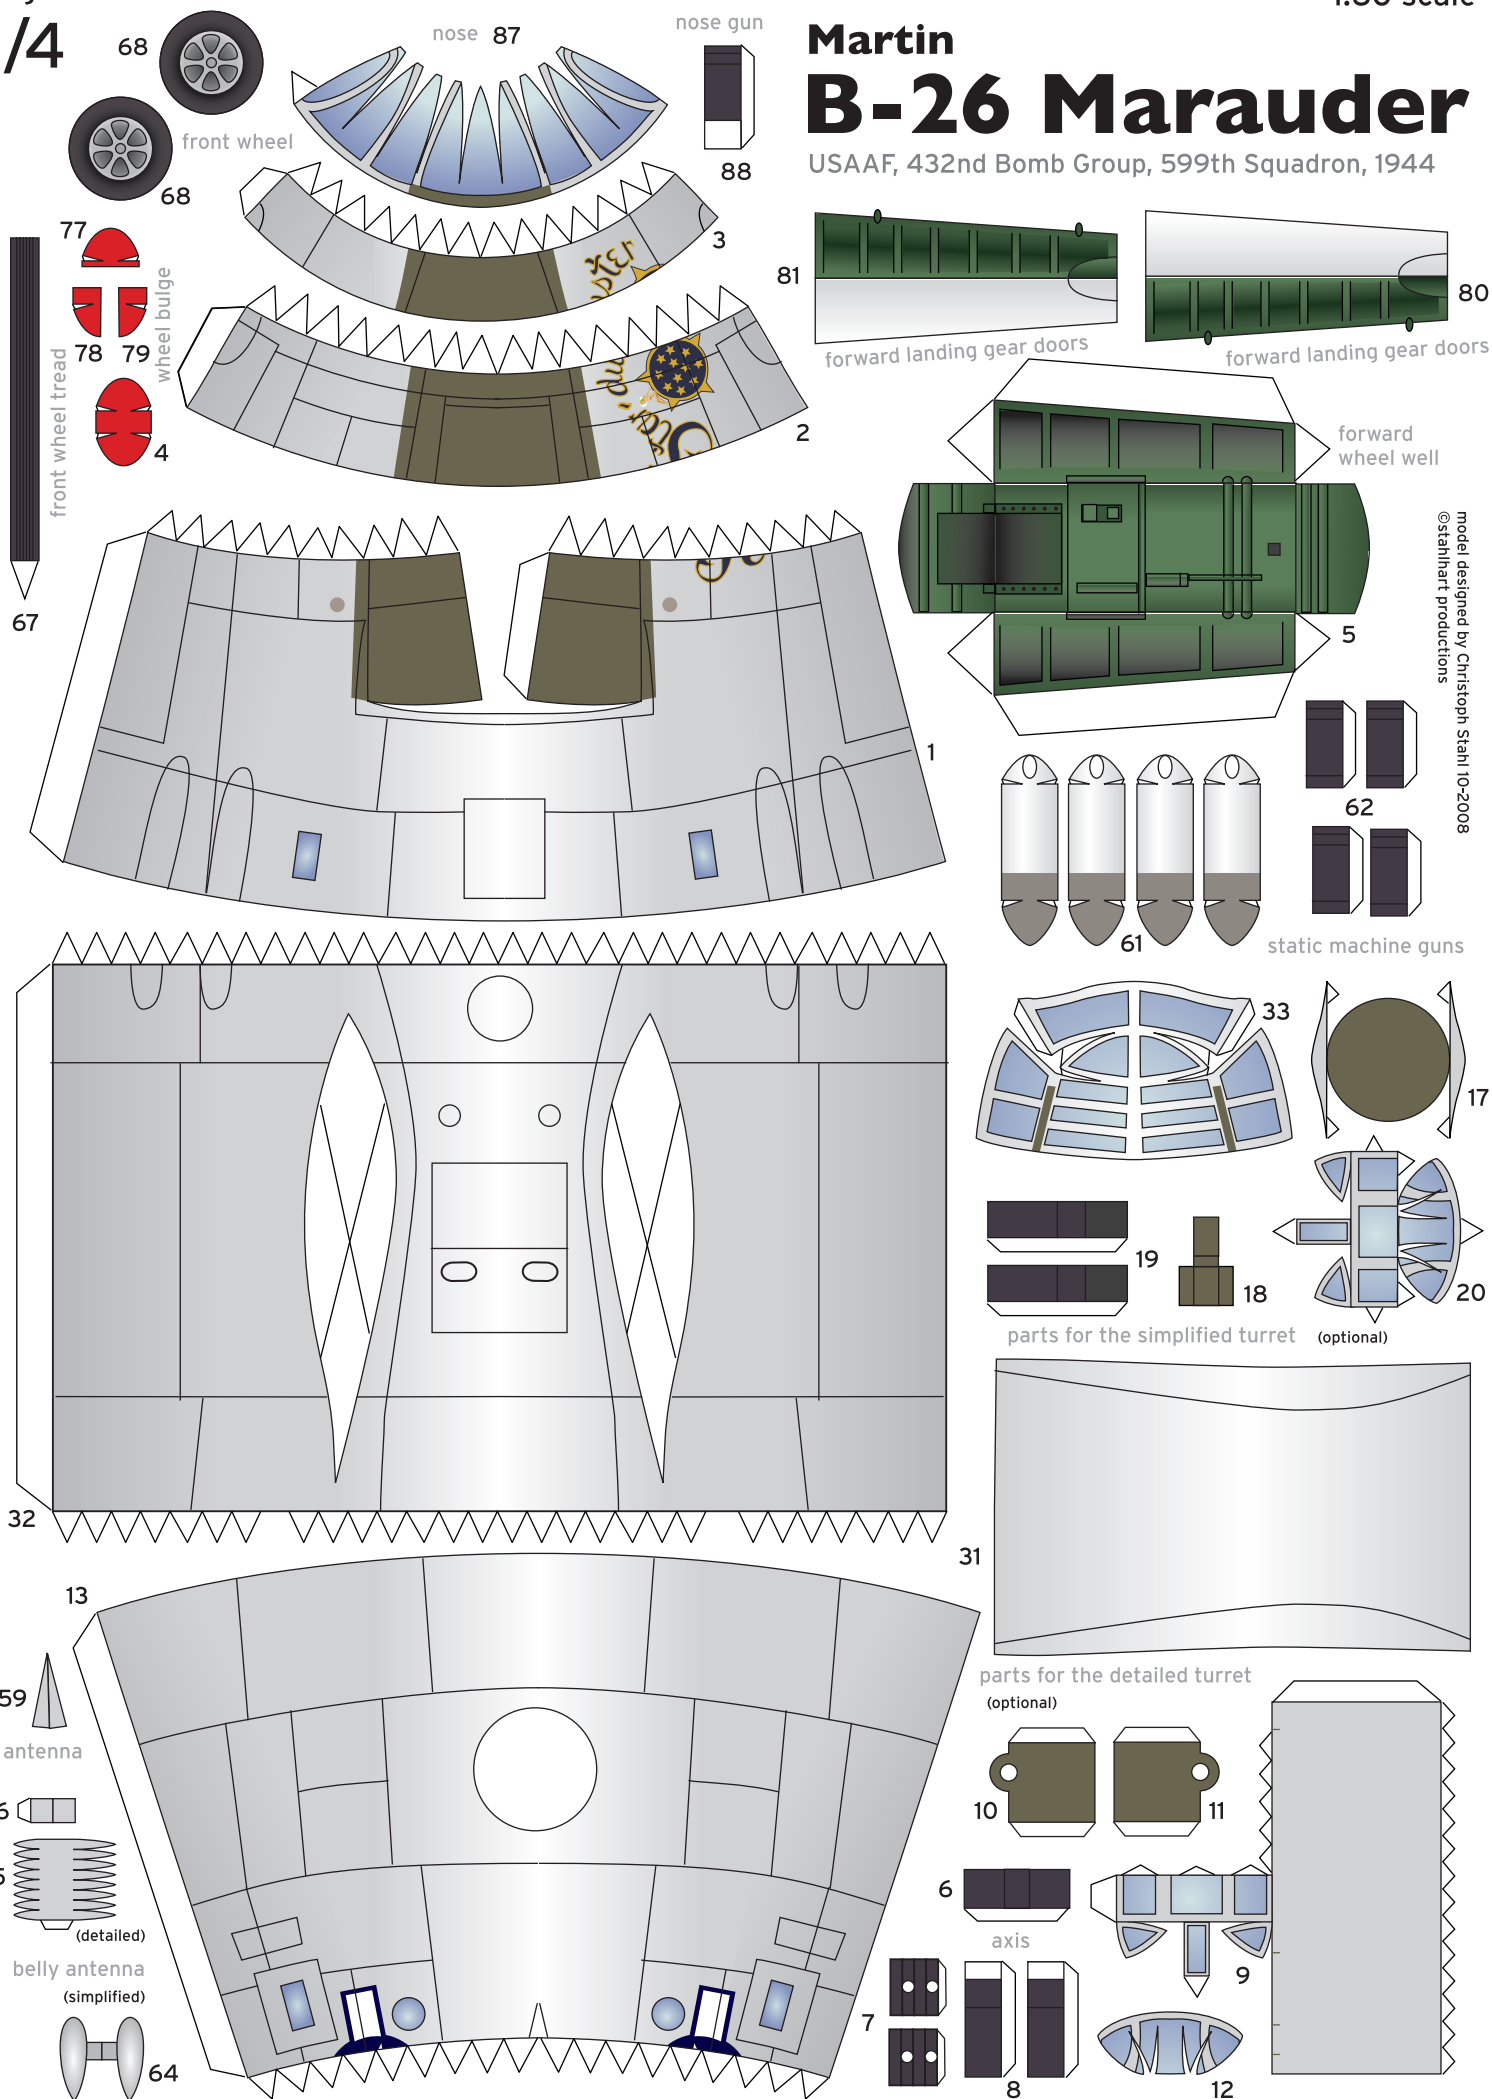 /4
68
nose 87
nose gun
Martin
B-26 Marauder
USAAF, 432nd Bomb Group, 599th Squadron, 1944
front wheel
68
88
3
77
78 79
wheel bulge
4
front wheel tread
67
2
81
forward landing gear doors
80
forward landing gear doors
forward
wheel well
5
model designed by Christoph Stahl 10-2008
©stahlhart productions
1
62
61
static machine guns
33
17
19
18
20
parts for the simplified turret (optional)
32
31
13
59
antenna
6
5
(detailed)
belly antenna
(simplified)
64
parts for the detailed turret
(optional)
10
11
6
axis
9
7
8
12